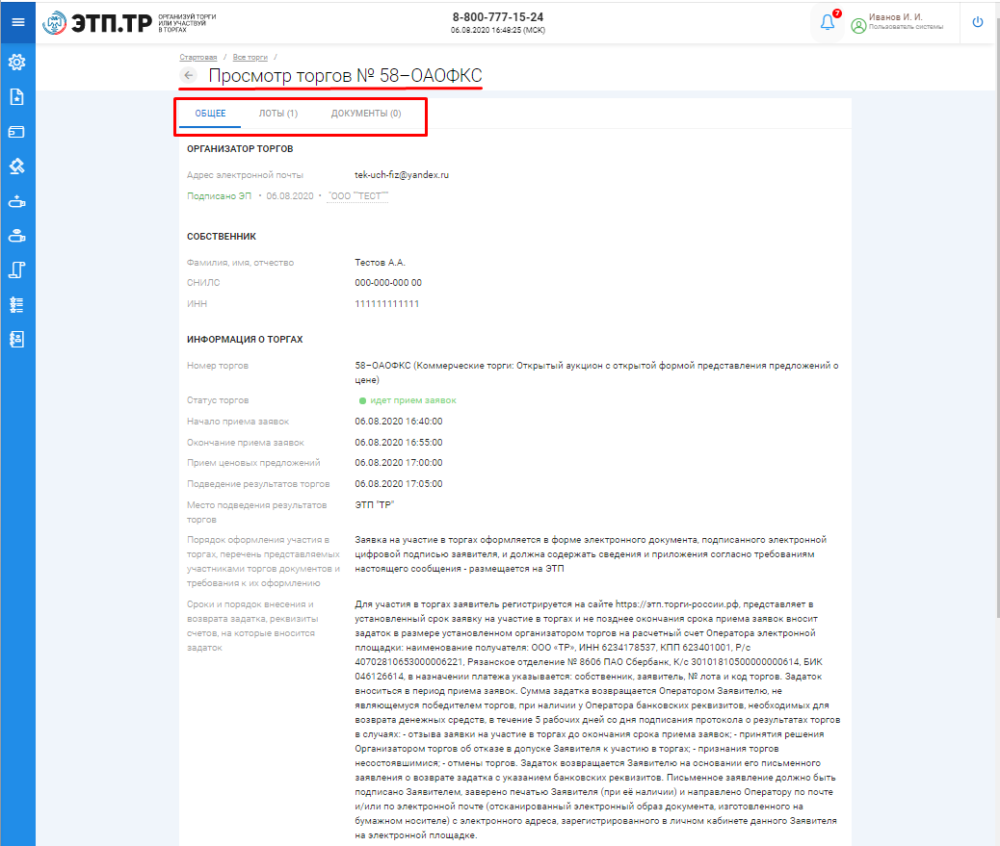 ЭТП.ТР
ОРГАНИЗУЙ ТОРГИ
ИЛИ УЧАСТВУЙ
В ТОРГАХ
8-800-777-15-24
06.08.2020 16:48:25 (МСК)
7
Иванов И. И.
Пользователь системы
Стартовая / Все торги /
Просмотр торгов № 58–ОАОФКС
ОБЩЕЕ ЛОТЫ (1) ДОКУМЕНТЫ (0)
ОРГАНИЗАТОР ТОРГОВ
Адрес электронной почты tek-uch-fiz@yandex.ru
Подписано ЭП • 06.08.2020 • "ООО ""ТЕСТ"""
СОБСТВЕННИК
Фамилия, имя, отчество Тестов А.А.
СНИЛС 000-000-000 00
ИНН 111111111111
ИНФОРМАЦИЯ О ТОРГАХ
Номер торгов 58–ОАОФКС (Коммерческие торги: Открытый аукцион с открытой формой представления предложений о
цене)
Статус торгов идет прием заявок
Начало приема заявок 06.08.2020 16:40:00
Окончание приема заявок 06.08.2020 16:55:00
Прием ценовых предложений 06.08.2020 17:00:00
Подведение результатов торгов 06.08.2020 17:05:00
Место подведения результатов ЭТП "ТР"
торгов
Порядок оформления участия в
торгах, перечень представляемых
участниками торгов документов и
требования к их оформлению
Заявка на участие в торгах оформляется в форме электронного документа, подписанного электронной
цифровой подписью заявителя, и должна содержать сведения и приложения согласно требованиям
настоящего сообщения - размещается на ЭТП
Сроки и порядок внесения и
возврата задатка, реквизиты
счетов, на которые вносится
задаток
Для участия в торгах заявитель регистрируется на сайте https://этп.торги-россии.рф, представляет в
установленный срок заявку на участие в торгах и не позднее окончания срока приема заявок вносит
задаток в размере установленном организатором торгов на расчетный счет Оператора электронной
площадки: наименование получателя: ООО «ТР», ИНН 6234178537, КПП 623401001, Р/с
40702810653000006221, Рязанское отделение № 8606 ПАО Сбербанк, К/с 30101810500000000614, БИК
046126614, в назначении платежа указывается: собственник, заявитель, № лота и код торгов. Задаток
вноситься в период приема заявок. Сумма задатка возвращается Оператором Заявителю, не
являющемуся победителем торгов, при наличии у Оператора банковских реквизитов, необходимых для
возврата денежных средств, в течение 5 рабочих дней со дня подписания протокола о результатах торгов
в случаях: - отзыва заявки на участие в торгах до окончания срока приема заявок; - принятия решения
Организатором торгов об отказе в допуске Заявителя к участию в торгах; - признания торгов
несостоявшимися; - отмены торгов. Задаток возвращается Заявителю на основании его письменного
заявления о возврате задатка с указанием банковских реквизитов. Письменное заявление должно быть
подписано Заявителем, заверено печатью Заявителя (при её наличии) и направлено Оператору по почте
и/или по электронной почте (отсканированный электронный образ документа, изготовленного на
бумажном носителе) с электронного адреса, зарегистрированного в личном кабинете данного Заявителя
на электронной площадке.